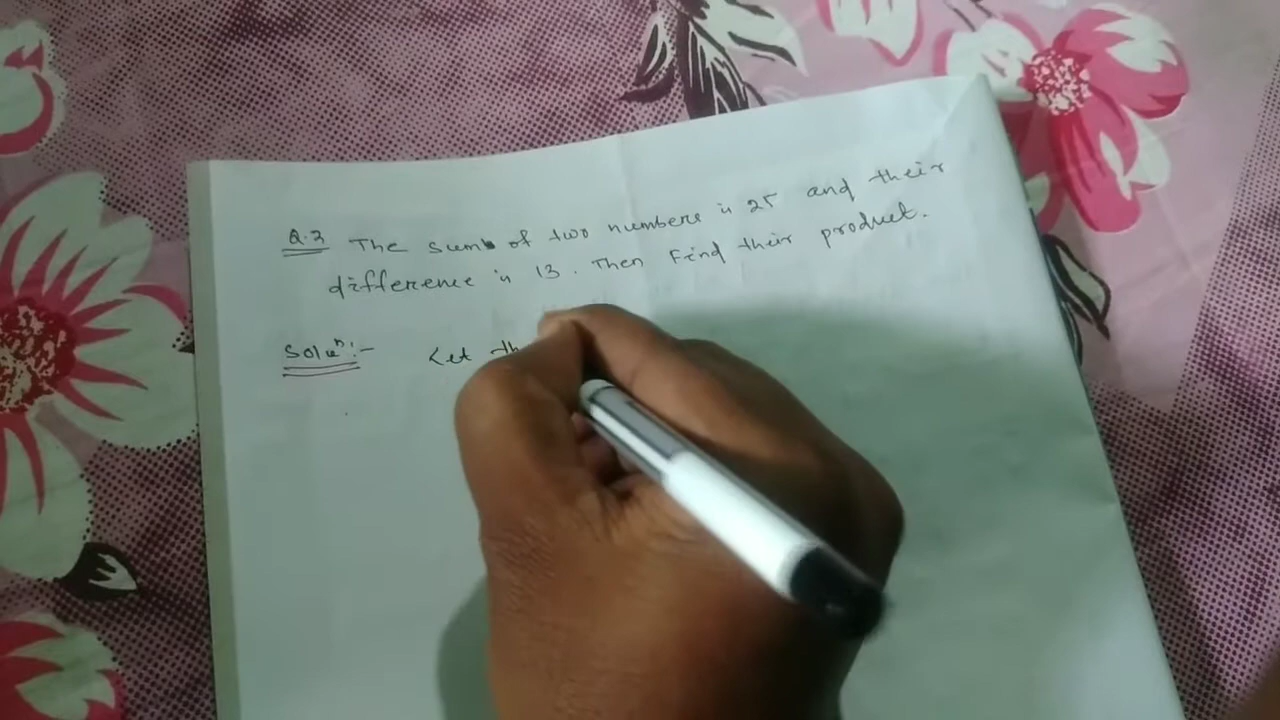 Q.2 The sum of two numbers is 25 and their
difference is 13. Then Find their product.
Soluⁿ:- Let th